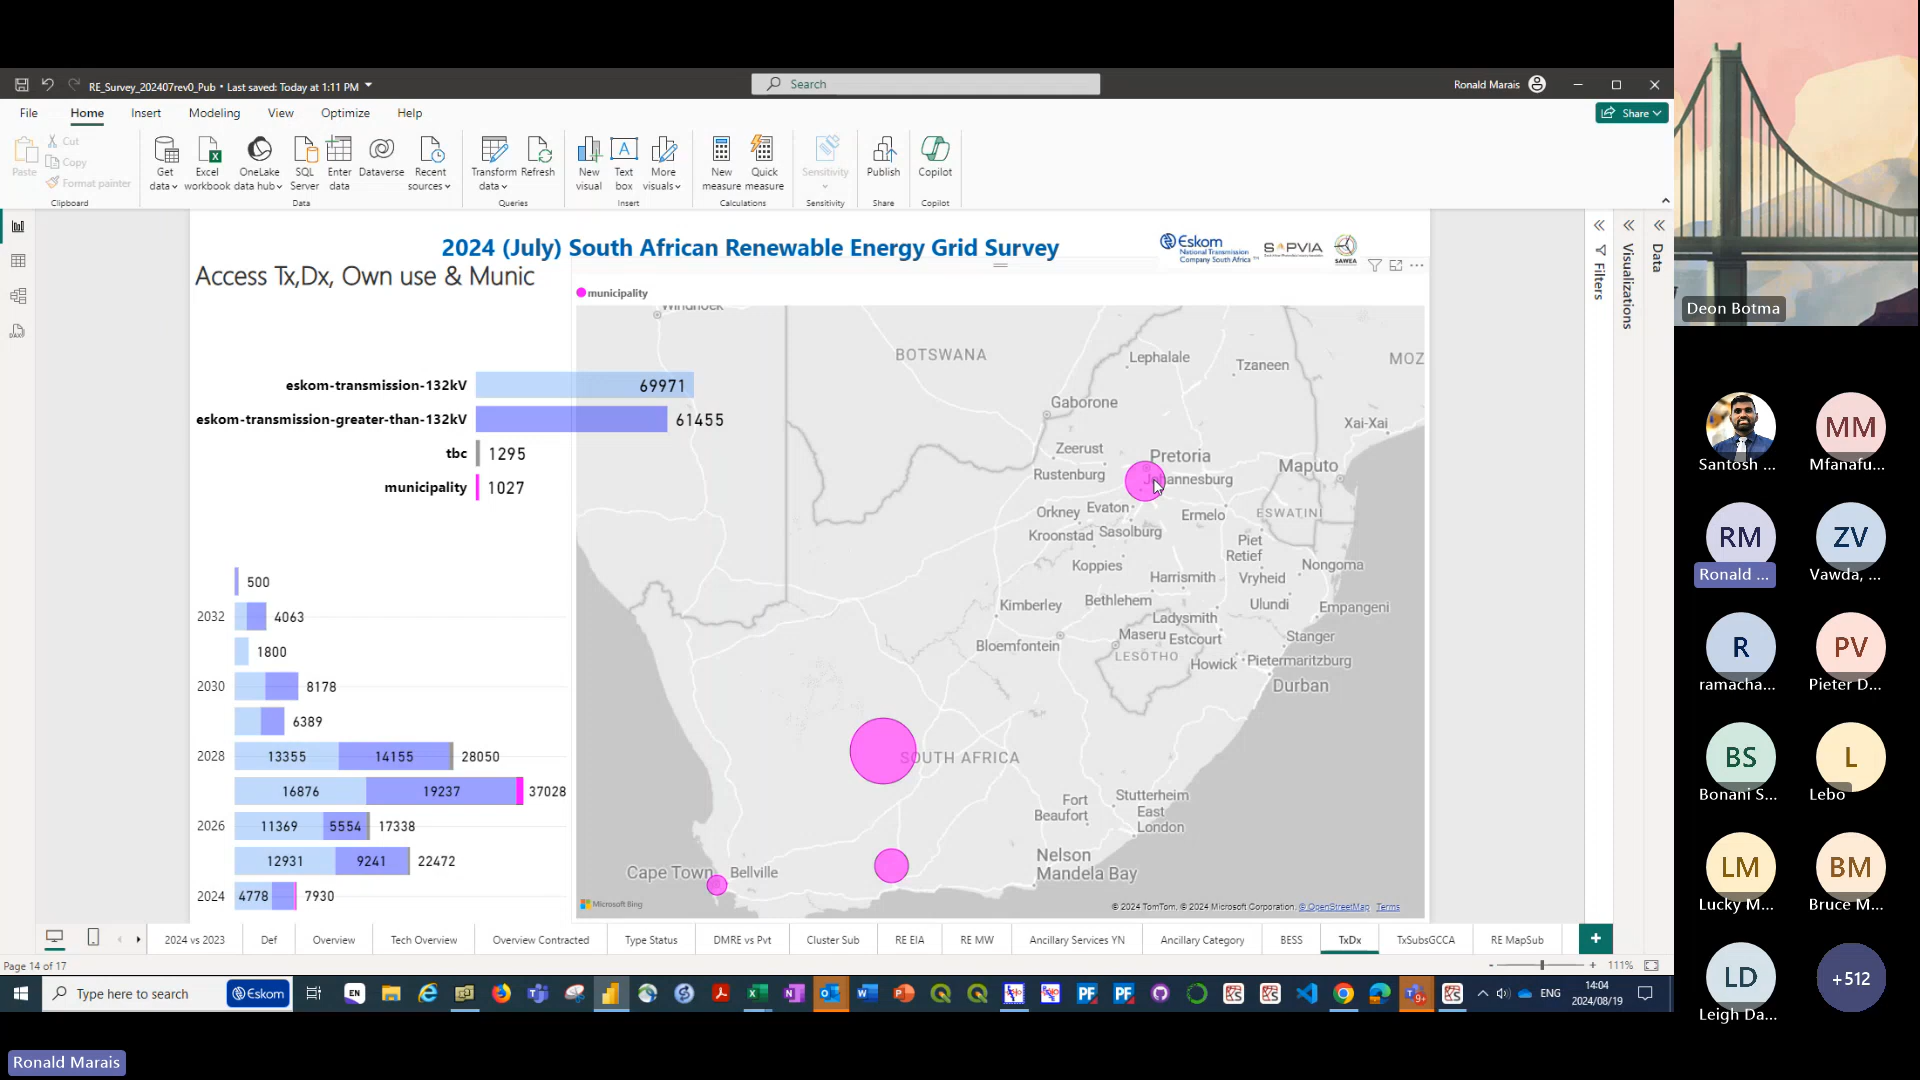 RE_Survey_202407rev0_Pub • Last saved: Today at 1:11 PM
Search
Ronald Marais
File
Home
Insert
Modeling
View
Optimize
Help
Share
Paste
Cut
Copy
Format painter
Get data
Excel workbook
OneLake data hub
SQL Server
Enter data
Dataverse
Recent sources
Transform data
Refresh
New visual
Text box
More visuals
New measure
Quick measure
Sensitivity
Publish
Copilot
Clipboard
Data
Queries
Insert
Calculations
Sensitivity
Share
Copilot
2024 (July) South African Renewable Energy Grid Survey
Eskom
National Transmission Company South Africa™
SAWEA
Access Tx,Dx, Own use & Munic
municipality
Filters
Visualizations
Data
eskom-transmission-132kV
69971
eskom-transmission-greater-than-132kV
61455
tbc
1295
municipality
1027
500
2032
4063
1800
2030
8178
6389
2028
13355
14155
28050
16876
19237
37028
2026
11369
5554
17338
12931
9241
22472
2024
4778
7930
Windhoek
BOTSWANA
Lephalale
Tzaneen
MOZ
Gaborone
Xai-Xai
Zeerust
Pretoria
Maputo
Rustenburg
Johannesburg
Orkney
Evaton
Ermelo
ESWATINI
Kroonstad
Sasolburg
Piet Retief
Koppies
Nongoma
Harrismith
Vryheid
Kimberley
Bethlehem
Ulundi
Empangeni
Ladysmith
Bloemfontein
Maseru
Estcourt
Stanger
LESOTHO
Howick
Pietermaritzburg
Durban
SOUTH AFRICA
Fort Beaufort
Stutterheim
East London
Nelson Mandela Bay
Cape Town
Bellville
Microsoft Bing
© 2024 TomTom, © 2024 Microsoft Corporation, © OpenStreetMap
Terms
2024 vs 2023
Def
Overview
Tech Overview
Overview Contracted
Type Status
DMRE vs Pvt
Cluster Sub
RE EIA
RE MW
Ancillary Services YN
Ancillary Category
BESS
TxDx
TxSubsGCCA
RE MapSub
Page 14 of 17
111%
Type here to search
Eskom
EN
ENG
14:04
2024/08/19
Ronald Marais
Deon Botma
Santosh ...
MM
Mfanafu...
RM
Ronald ...
ZV
Vawda, ...
R
ramacha...
PV
Pieter D...
BS
Bonani S...
L
Lebo
LM
Lucky M...
BM
Bruce M...
LD
Leigh Da...
+512